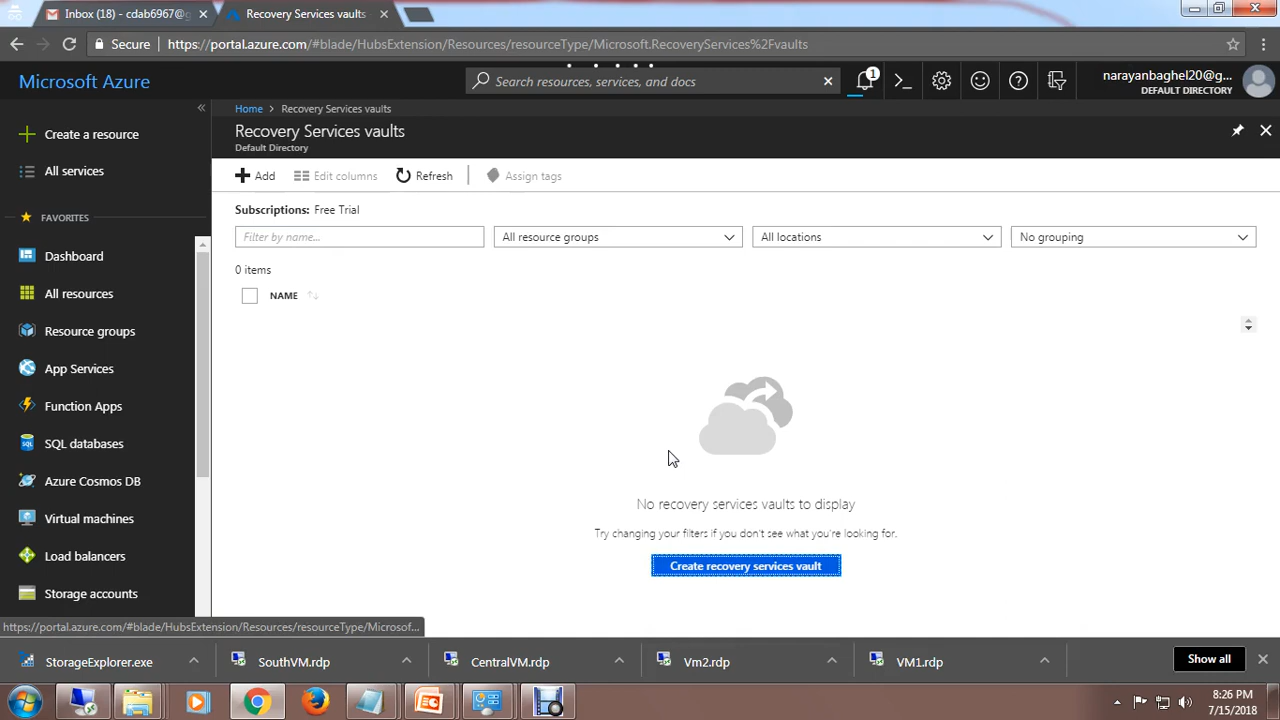 Inbox (18) - cdab6967@g
Recovery Services vaults
Secure
https://portal.azure.com/#blade/HubsExtension/Resources/resourceType/Microsoft.RecoveryServices%2Fvaults
Microsoft Azure
Search resources, services, and docs
1
narayanbaghel20@g...
DEFAULT DIRECTORY
Create a resource
All services
FAVORITES
Dashboard
All resources
Resource groups
App Services
Function Apps
SQL databases
Azure Cosmos DB
Virtual machines
Load balancers
Storage accounts
Home > Recovery Services vaults
Recovery Services vaults
Default Directory
Add
Edit columns
Refresh
Assign tags
Subscriptions: Free Trial
Filter by name...
All resource groups
All locations
No grouping
0 items
NAME
No recovery services vaults to display
Try changing your filters if you don't see what you're looking for.
Create recovery services vault
https://portal.azure.com/#blade/HubsExtension/Resources/resourceType/Microsof...
StorageExplorer.exe
SouthVM.rdp
CentralVM.rdp
Vm2.rdp
VM1.rdp
Show all
8:26 PM
7/15/2018